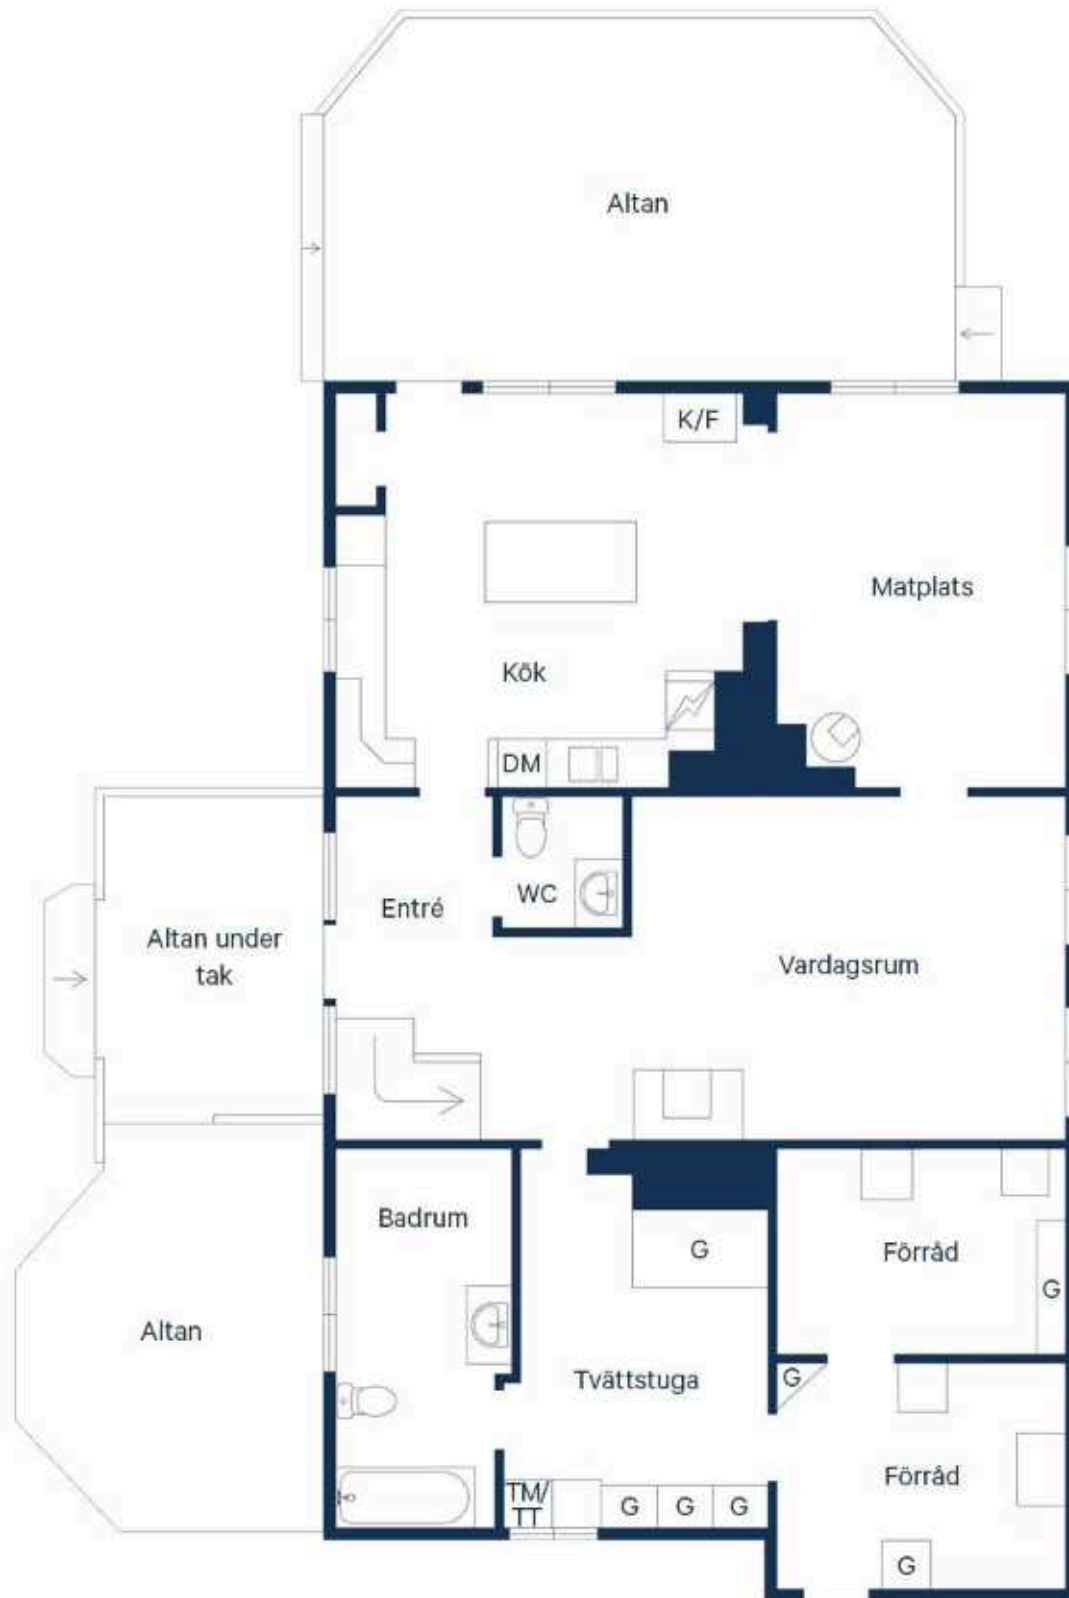 Altan
K/F
Matplats
Kök
DM
WC
Entré
Altan under
tak
Vardagsrum
Badrum
G
Förråd
G
Altan
Tvättstuga
G
Förråd
TM/
TT
G
G
G
G